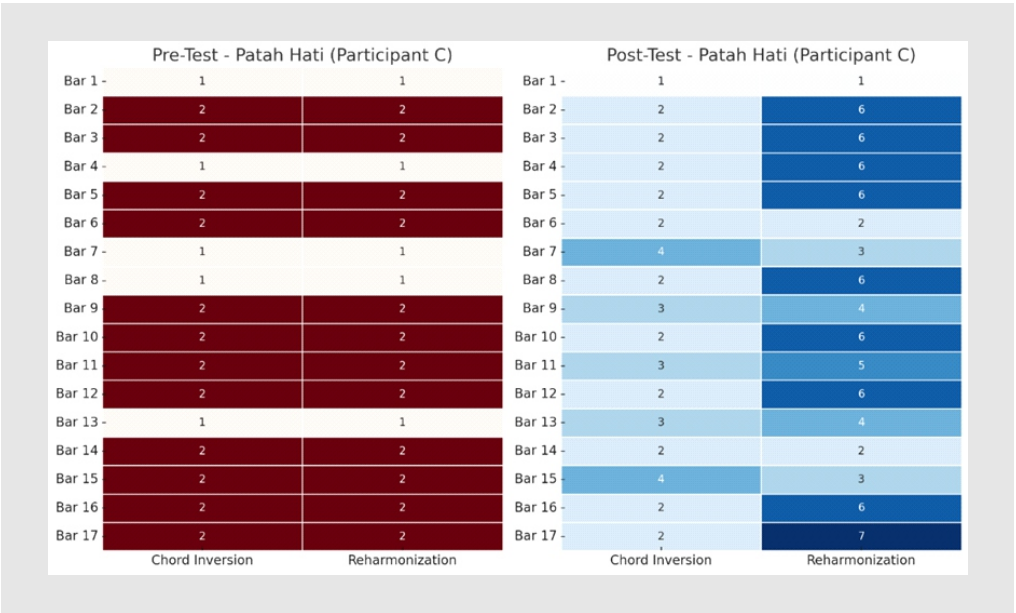 Pre-Test - Patah Hati (Participant C)
Bar 1 1 1
Bar 2 2 2
Bar 3 2 2
Bar 4 1 1
Bar 5 2 2
Bar 6 2 2
Bar 7 1 1
Bar 8 1 1
Bar 9 2 2
Bar 10 2 2
Bar 11 2 2
Bar 12 2 2
Bar 13 1 1
Bar 14 2 2
Bar 15 2 2
Bar 16 2 2
Bar 17 2 2
Chord Inversion Reharmonization
Post-Test - Patah Hati (Participant C)
Bar 1 1 1
Bar 2 2 6
Bar 3 2 6
Bar 4 2 6
Bar 5 2 6
Bar 6 2 2
Bar 7 4 3
Bar 8 2 6
Bar 9 3 4
Bar 10 2 6
Bar 11 3 5
Bar 12 2 6
Bar 13 3 4
Bar 14 2 2
Bar 15 4 3
Bar 16 2 6
Bar 17 2 7
Chord Inversion Reharmonization